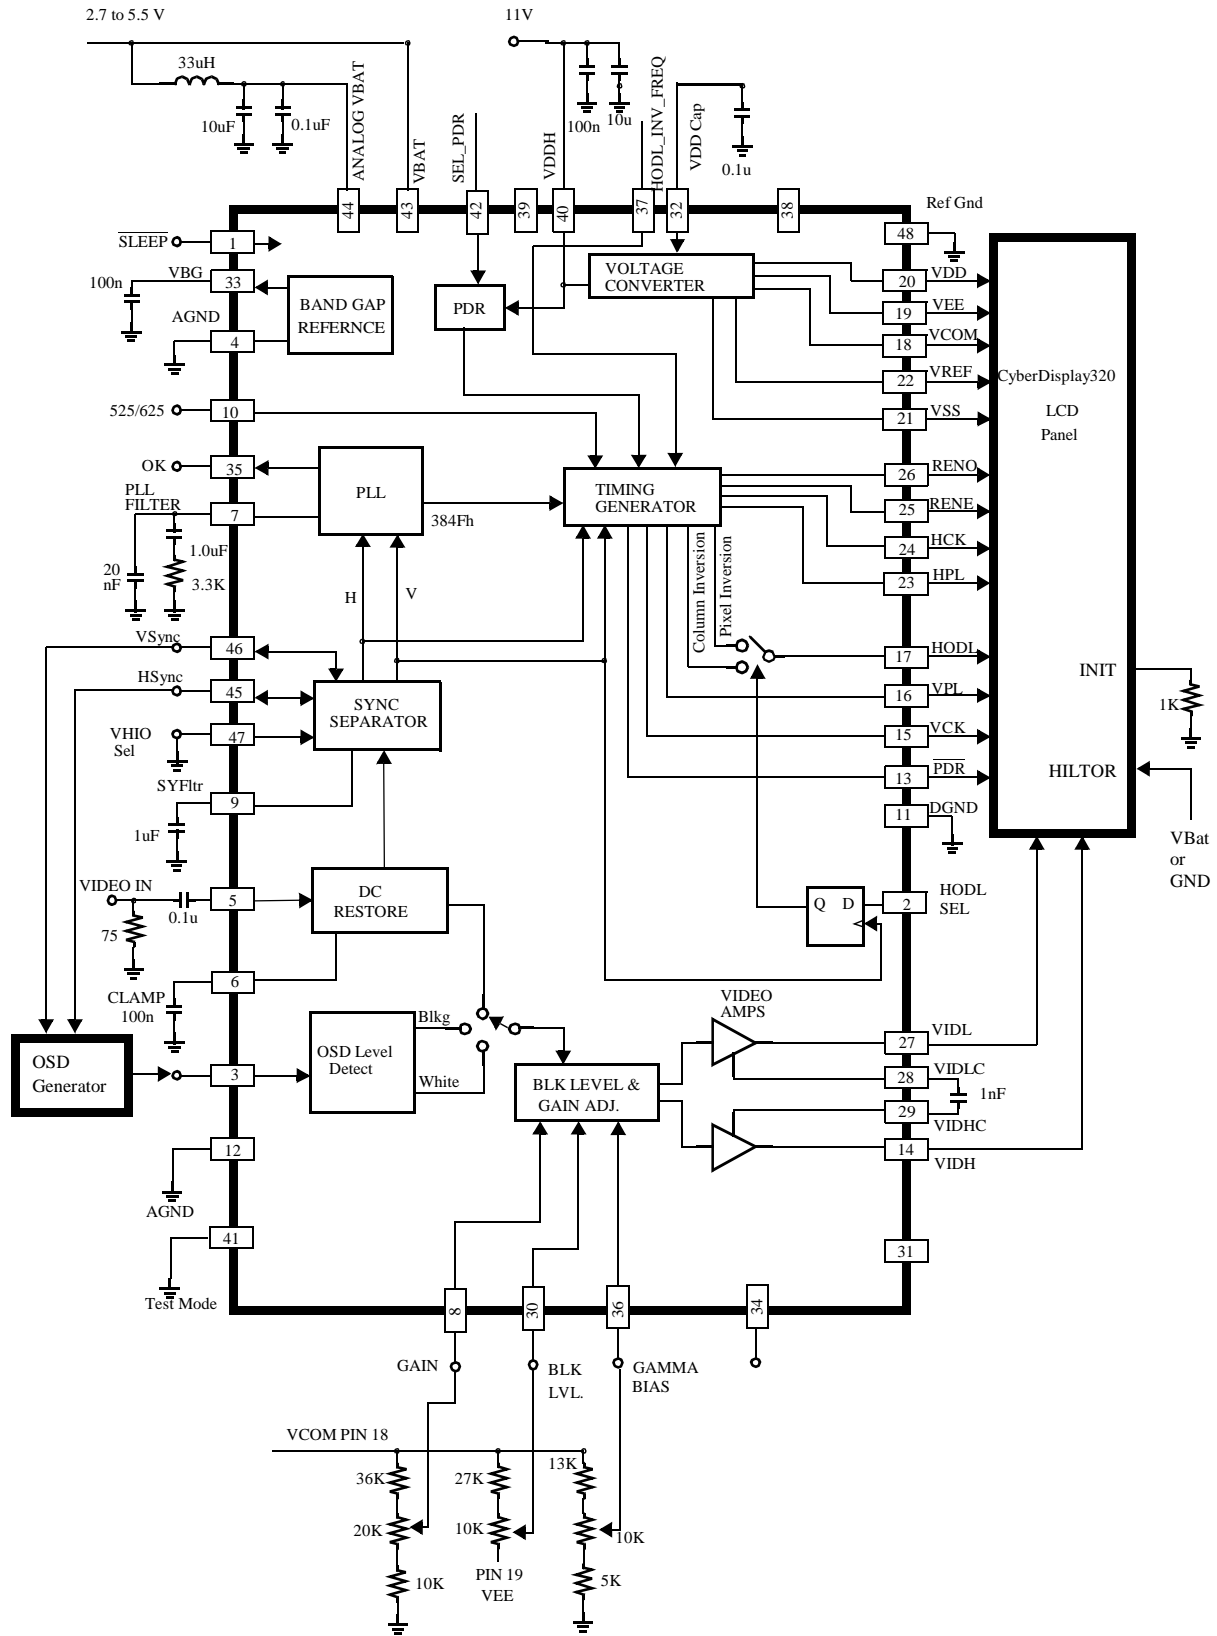 2.7 to 5.5 V
11V
33uH
10uF
0.1uF
ANALOG VBAT
VBAT
SEL_PDR
VDDH
100n
10u
HODL_INV_FREQ
VDD Cap
0.1u
44
43
42
39
40
37
32
38
Ref Gnd
48
SLEEP
1
VBG
33
100n
AGND
4
BAND GAP
REFERNCE
PDR
VOLTAGE
CONVERTER
20
VDD
19
VEE
18
VCOM
22
VREF
21
VSS
CyberDisplay320
LCD
Panel
525/625
10
OK
35
PLL
FILTER
7
PLL
384Fh
TIMING
GENERATOR
26
RENO
25
RENE
24
HCK
23
HPL
1.0uF
20
nF
3.3K
H
V
Column Inversion
Pixel Inversion
VSync
46
HSync
45
VHIO
Sel
47
SYNC
SEPARATOR
17
HODL
16
VPL
15
VCK
13
PDR
11
DGND
INIT
1K
HILTOR
VBat
or
GND
SYFltr
9
1uF
VIDEO IN
0.1u
5
75
DC
RESTORE
Q D
2
HODL
SEL
6
CLAMP
100n
Blkg
OSD Level
Detect
White
OSD
Generator
3
VIDEO
AMPS
BLK LEVEL &
GAIN ADJ.
27
VIDL
28
VIDLC
1nF
29
VIDHC
14
VIDH
12
AGND
41
Test Mode
31
8
30
36
34
GAIN
BLK
LVL.
GAMMA
BIAS
VCOM PIN 18
36K
27K
13K
20K
10K
10K
10K
PIN 19
VEE
5K